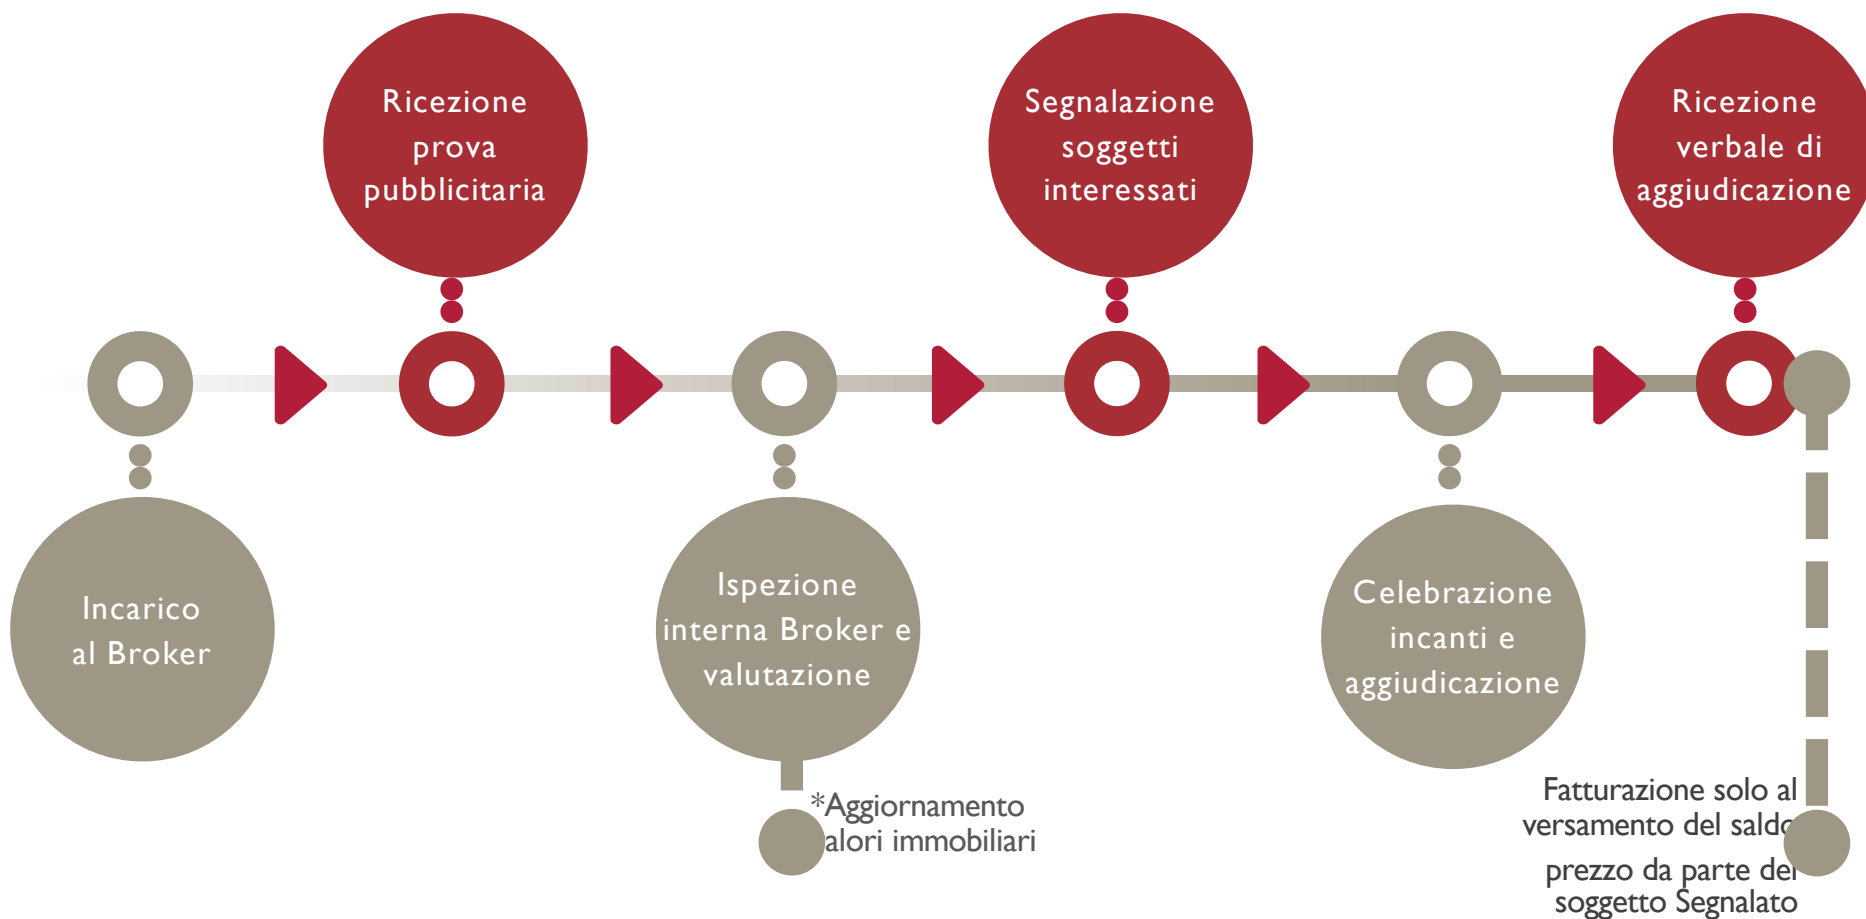 Ricezione
prova
pubblicitaria
Segnalazione
soggetti
interessati
Ricezione
verbale di
aggiudicazione
Incarico
al Broker
Ispezione
interna Broker e
valutazione
Celebrazione
incanti e
aggiudicazione
*Aggiornamento
alori immobiliari
Fatturazione solo al
versamento del saldo
prezzo da parte del
soggetto Segnalato